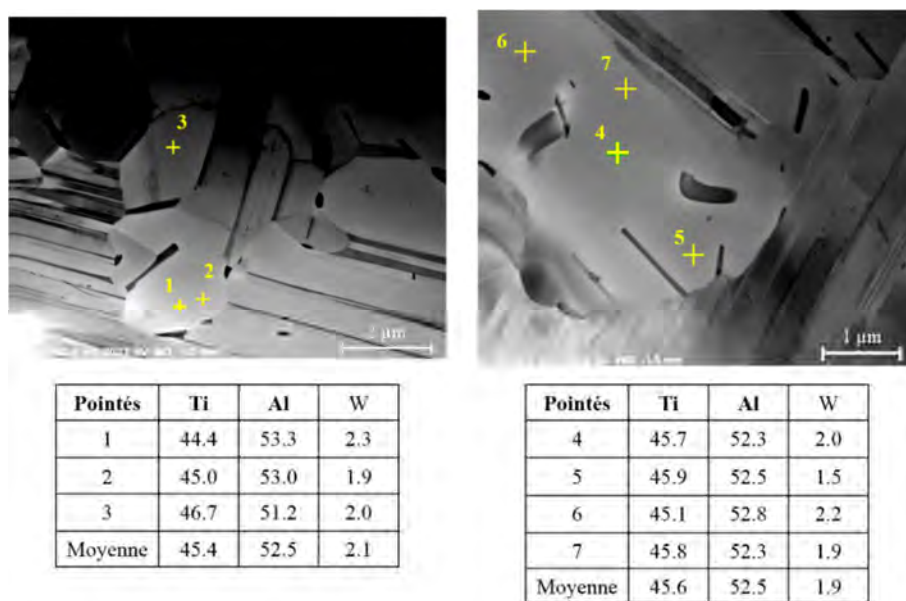 3
1 2
2 µm
6
7
4
5
1 µm
Pointés Ti Al W
1 44.4 53.3 2.3
2 45.0 53.0 1.9
3 46.7 51.2 2.0
Moyenne 45.4 52.5 2.1
Pointés Ti Al W
4 45.7 52.3 2.0
5 45.9 52.5 1.5
6 45.1 52.8 2.2
7 45.8 52.3 1.9
Moyenne 45.6 52.5 1.9